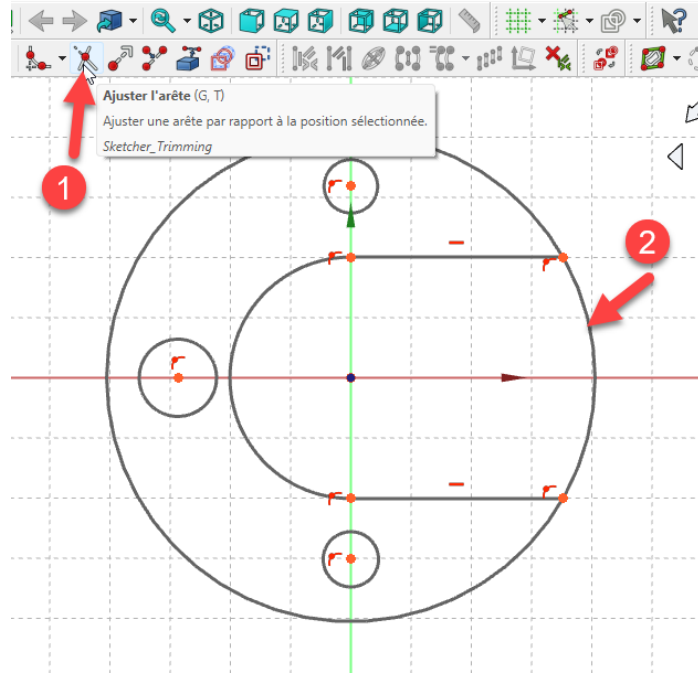 Ajuster l'arête (G, T)
Ajuster une arête par rapport à la position sélectionnée.
Sketcher_Trimming
1
2